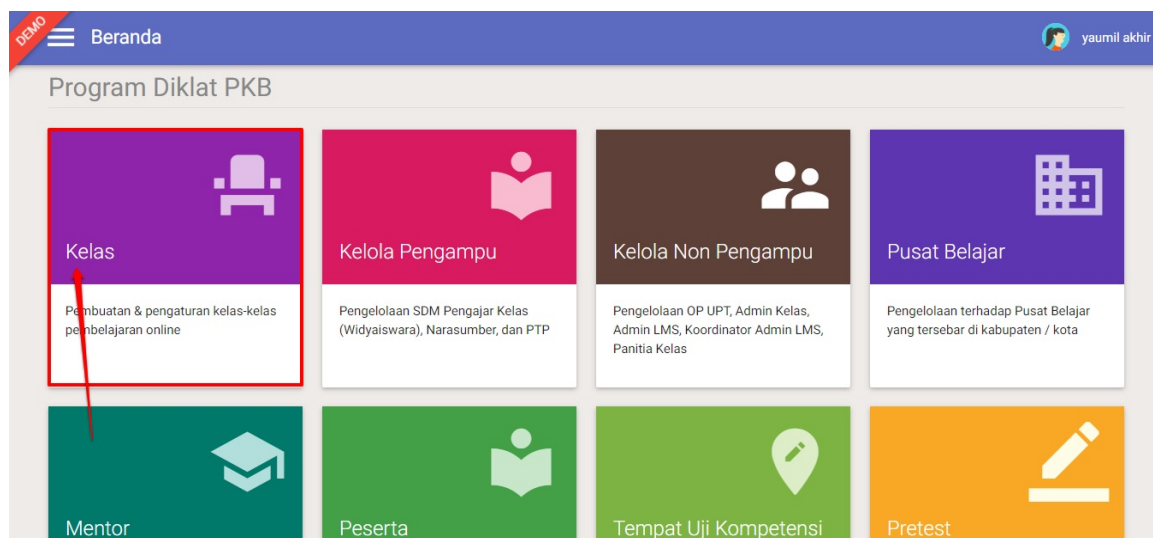 DEMO
Beranda
yaumil akhir
Program Diklat PKB
Kelas
Pembuatan & pengaturan kelas-kelas
pembelajaran online
Kelola Pengampu
Pengelolaan SDM Pengajar Kelas
(Widyaiswara), Narasumber, dan PTP
Kelola Non Pengampu
Pengelolaan OP UPT, Admin Kelas,
Admin LMS, Koordinator Admin LMS,
Panitia Kelas
Pusat Belajar
Pengelolaan terhadap Pusat Belajar
yang tersebar di kabupaten / kota
Mentor
Peserta
Tempat Uji Kompetensi
Pretest